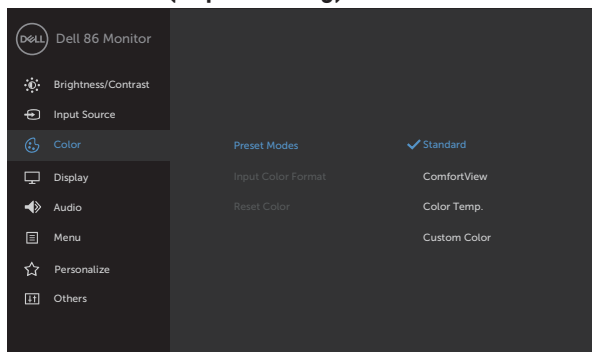 DELL Dell 86 Monitor
Brightness/Contrast
Input Source
Color Preset Modes Standard
Input Color Format ComfortView
Display
Reset Color Color Temp.
Audio
Menu Custom Color
Personalize
Others